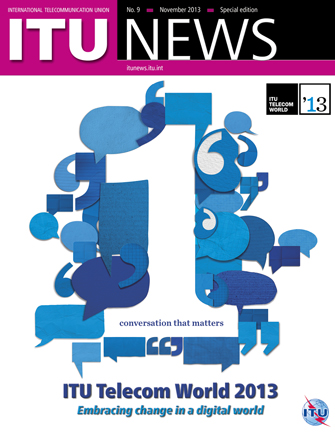 INTERNATIONAL TELECOMMUNICATION UNION
No. 9 November 2013 Special edition
ITU NEWS
itunews.itu.int
ITU
TELECOM
WORLD
'13
conversation that matters
ITU Telecom World 2013
Embracing change in a digital world
ITU